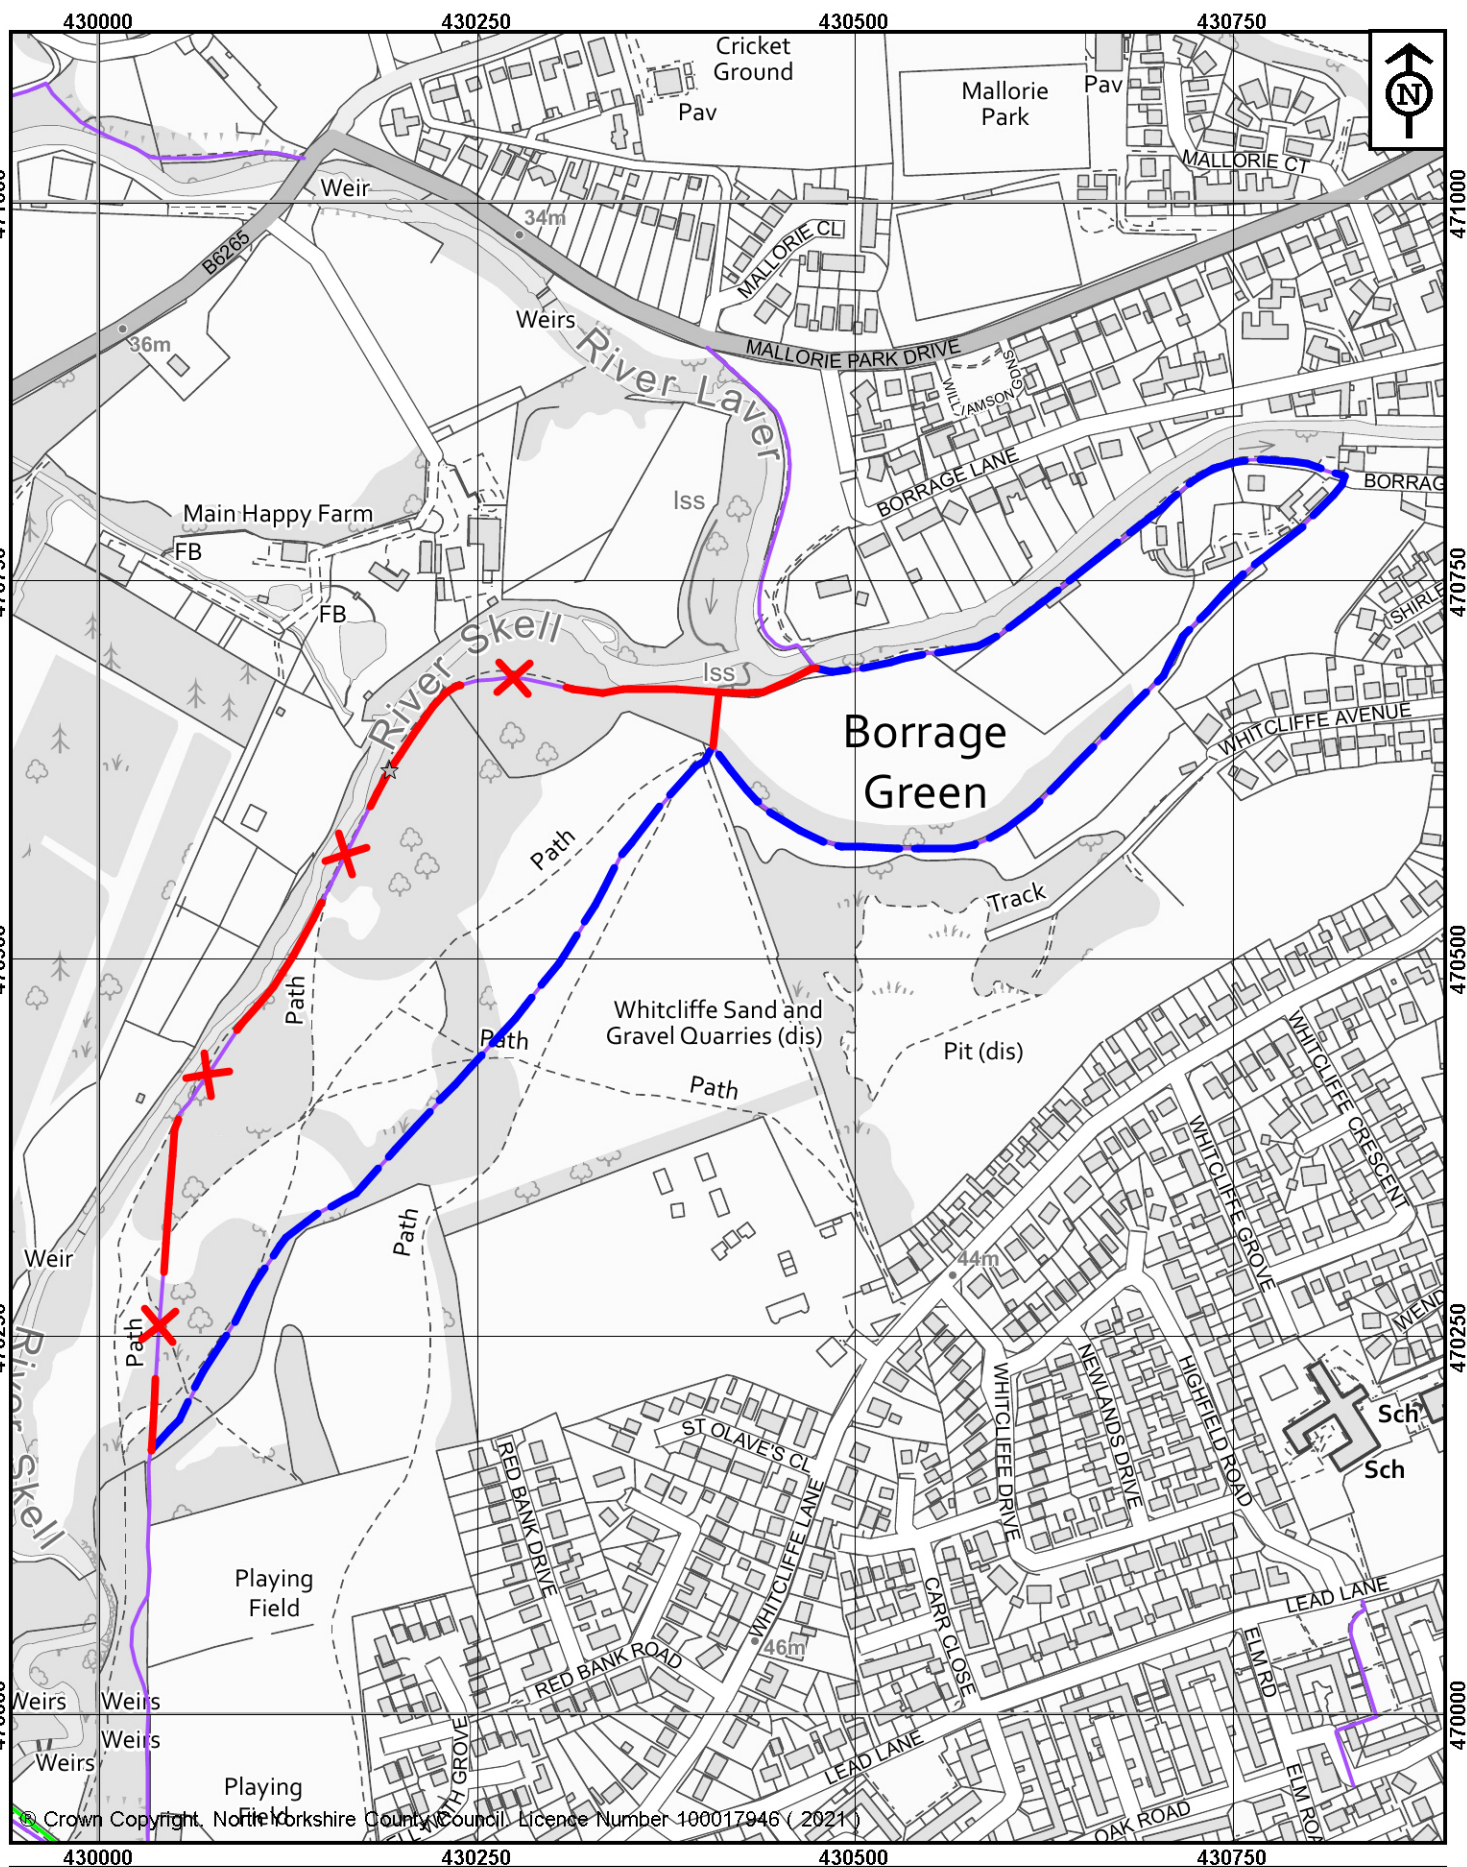 430000 430250 430500 430750
Cricket
Ground
Pav
Mallorie
Park
Pav
N
MALLORIE CT
471000
471000
Weir
34m
B6265
MALLORIE CL
36m
Weirs
River Laver
MALLORIE PARK DRIVE
WILLIAMSON GDNS
BORRAGE LANE
BORRAG
Iss
Main Happy Farm
FB
FB
470750
470750
SHIRLE
River Skell
Iss
WHITCLIFFE AVENUE
Borrage
Green
Path
Track
470500
470500
Path
Whitcliffe Sand and
Gravel Quarries (dis)
Path
Pit (dis)
Path
WHITCLIFFE CRESCENT
WHITCLIFFE GROVE
Path
Weir
44m
WEND
470250
470250
Path
River Skell
WHITCLIFFE DRIVE
NEWLANDS DRIVE
HIGHFIELD ROAD
Sch
Sch
ST OLAVE'S CL
RED BANK DRIVE
WHITCLIFFE LANE
Playing
Field
CARR CLOSE
LEAD LANE
ELM RD
46m
RED BANK ROAD
Weirs Weirs
Weirs
Weirs
470000
470000
LEAD LANE
Playing
Field
ELM ROA
OAK ROAD
© Crown Copyright. North Yorkshire County Council. Licence Number 100017946 ( 2021 )
430000 430250 430500 430750